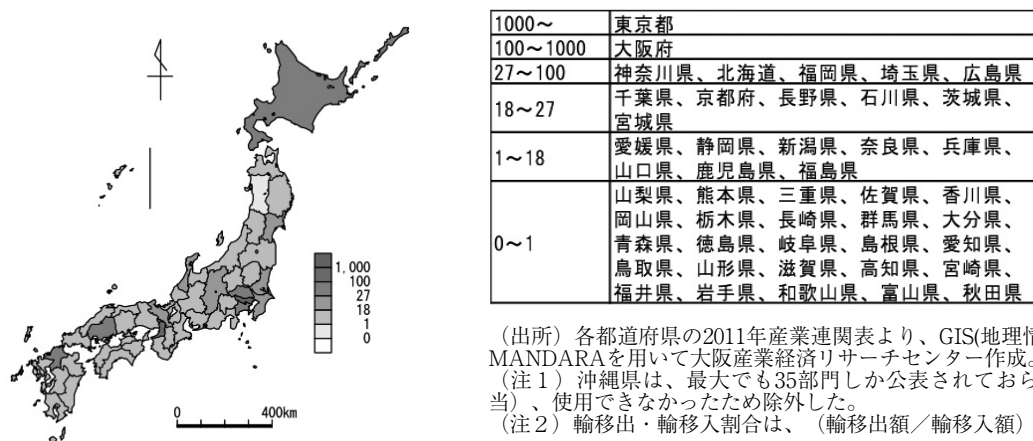 1,000
100
27
18
1
0
0 400km
1000～ 東京都
100～1000 大阪府
27～100 神奈川県、北海道、福岡県、埼玉県、広島県
18～27 千葉県、京都府、長野県、石川県、茨城県、
宮城県
1～18 愛媛県、静岡県、新潟県、奈良県、兵庫県、
山口県、鹿児島県、福島県
0～1 山梨県、熊本県、三重県、佐賀県、香川県、
岡山県、栃木県、長崎県、群馬県、大分県、
青森県、徳島県、岐阜県、島根県、愛知県、
鳥取県、山形県、滋賀県、高知県、宮崎県、
福井県、岩手県、和歌山県、富山県、秋田県
（出所）各都道府県の2011年産業連関表より、GIS(地理情
MANDARAを用いて大阪産業経済リサーチセンター作成。
（注１）沖縄県は、最大でも35部門しか公表されておら
当）、使用できなかったため除外した。
（注２）輸移出・輸移入割合は、（輸移出額／輸移入額）